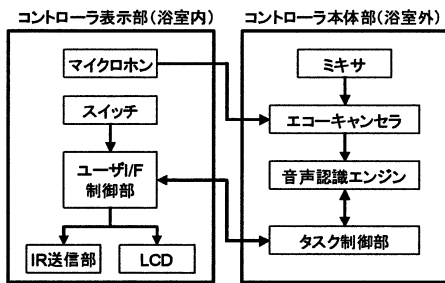 コントローラ表示部(浴室内)
マイクロホン
スイッチ
ユーザI/F
制御部
IR送信部
LCD
コントローラ本体部(浴室外)
ミキサ
エコーキャンセラ
音声認識エンジン
タスク制御部